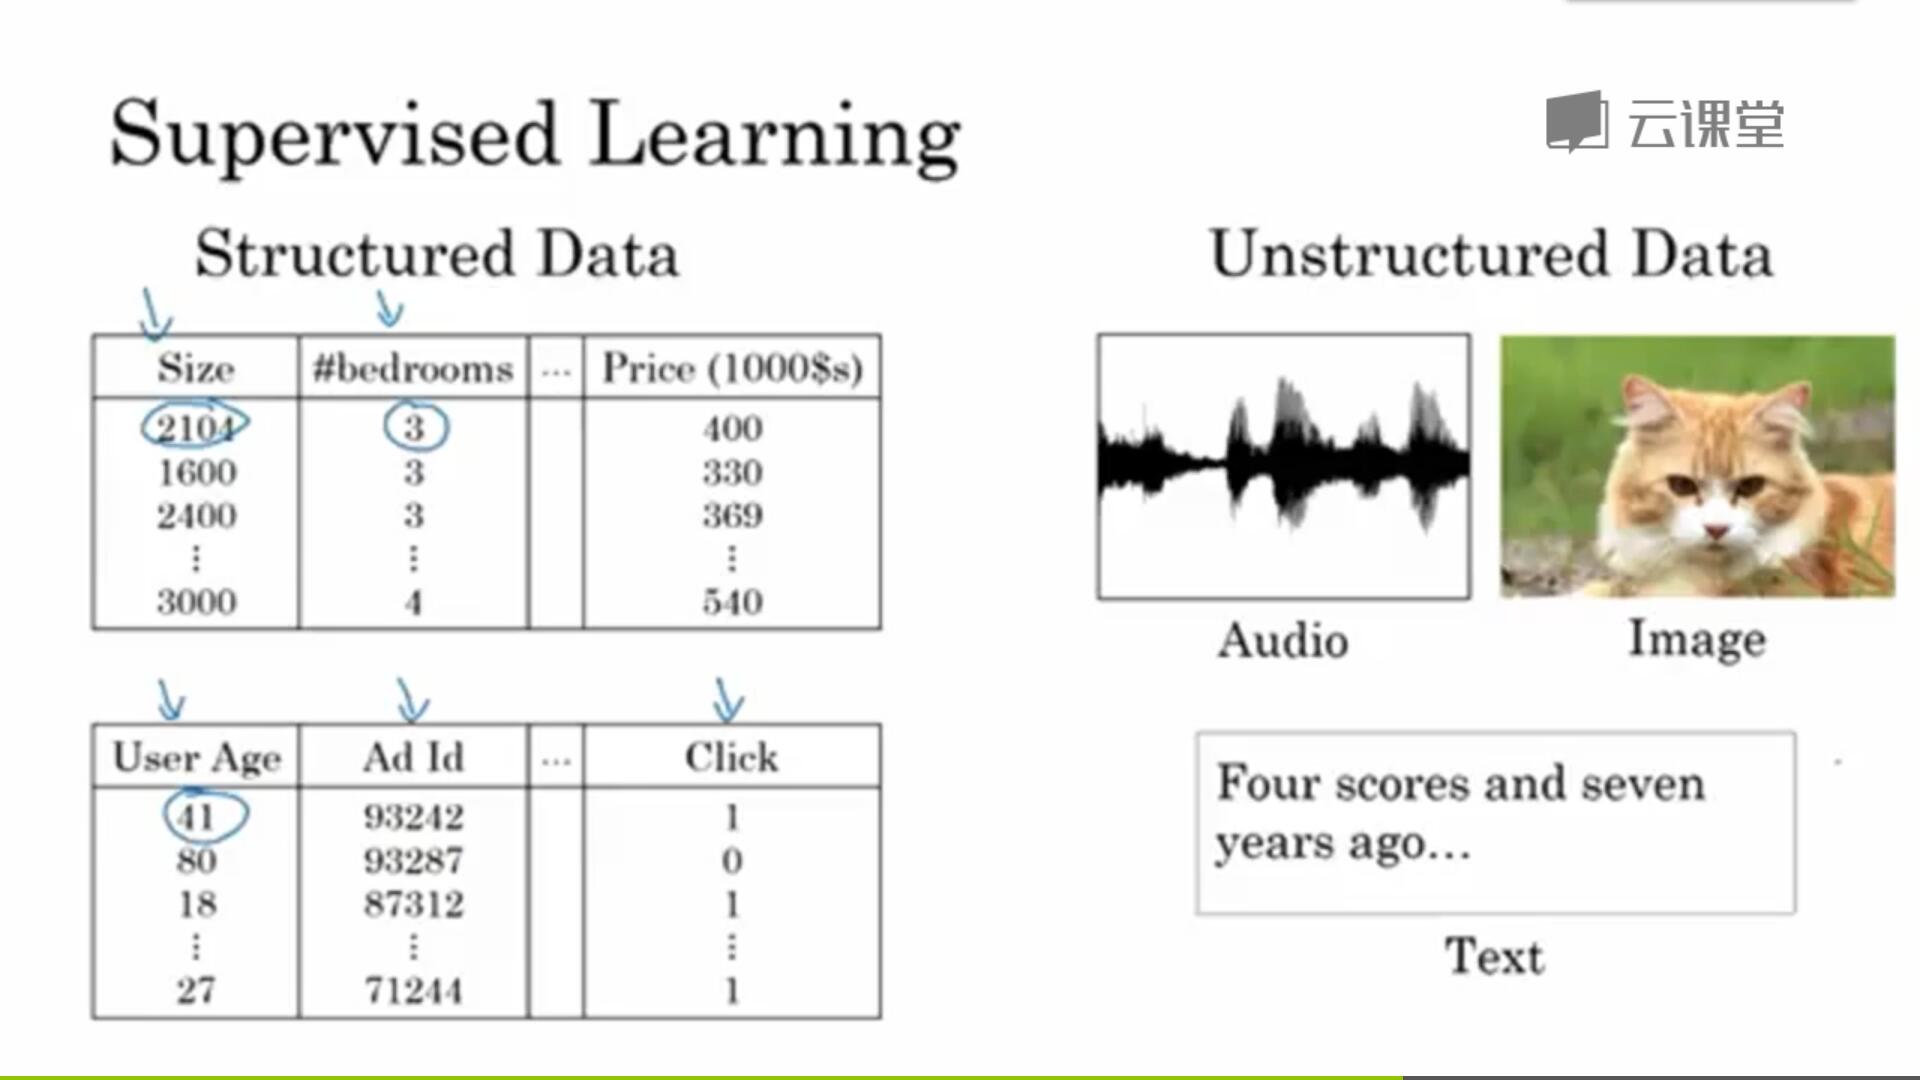 云课堂
Supervised Learning
Structured Data
Size #bedrooms ... Price (1000$s)
2104 3 400
1600 3 330
2400 3 369
⋮ ⋮ ⋮
3000 4 540
User Age Ad Id ... Click
41 93242 1
80 93287 0
18 87312 1
⋮ ⋮ ⋮
27 71244 1
Unstructured Data
Audio
Image
Four scores and seven
years ago...
Text